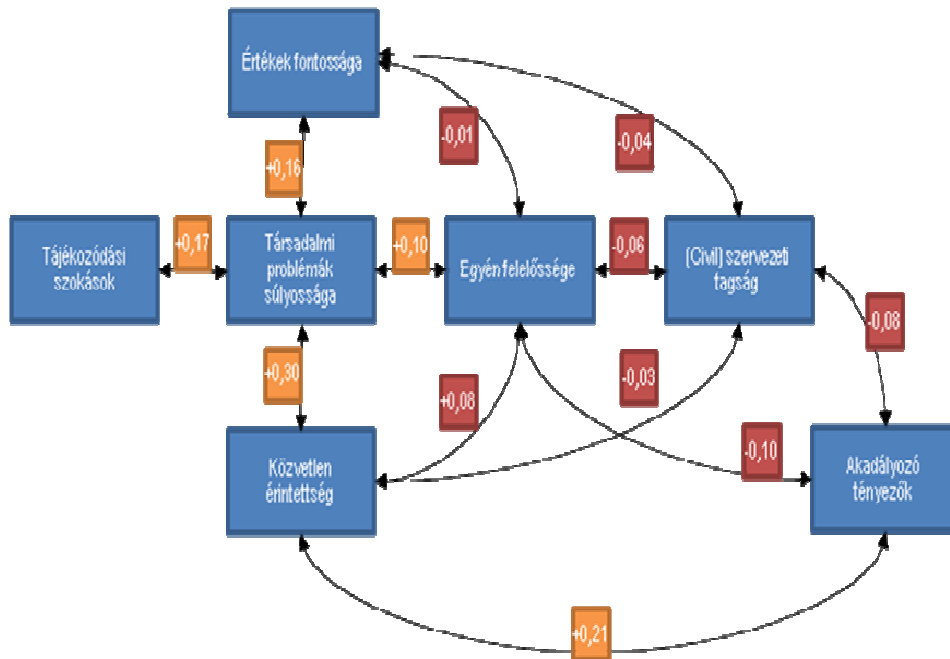 Értékek fontossága
-0,01
-0,04
+0,16
Tájékozódási
szokások
+0,17
Társadalmi
problémák
súlyossága
+0,10
Egyén felelőssége
-0,06
(Civil) szervezeti
tagság
-0,08
+0,30
+0,08
-0,03
-0,10
Közvetlen
érintettség
Akadályozó
tényezők
+0,21